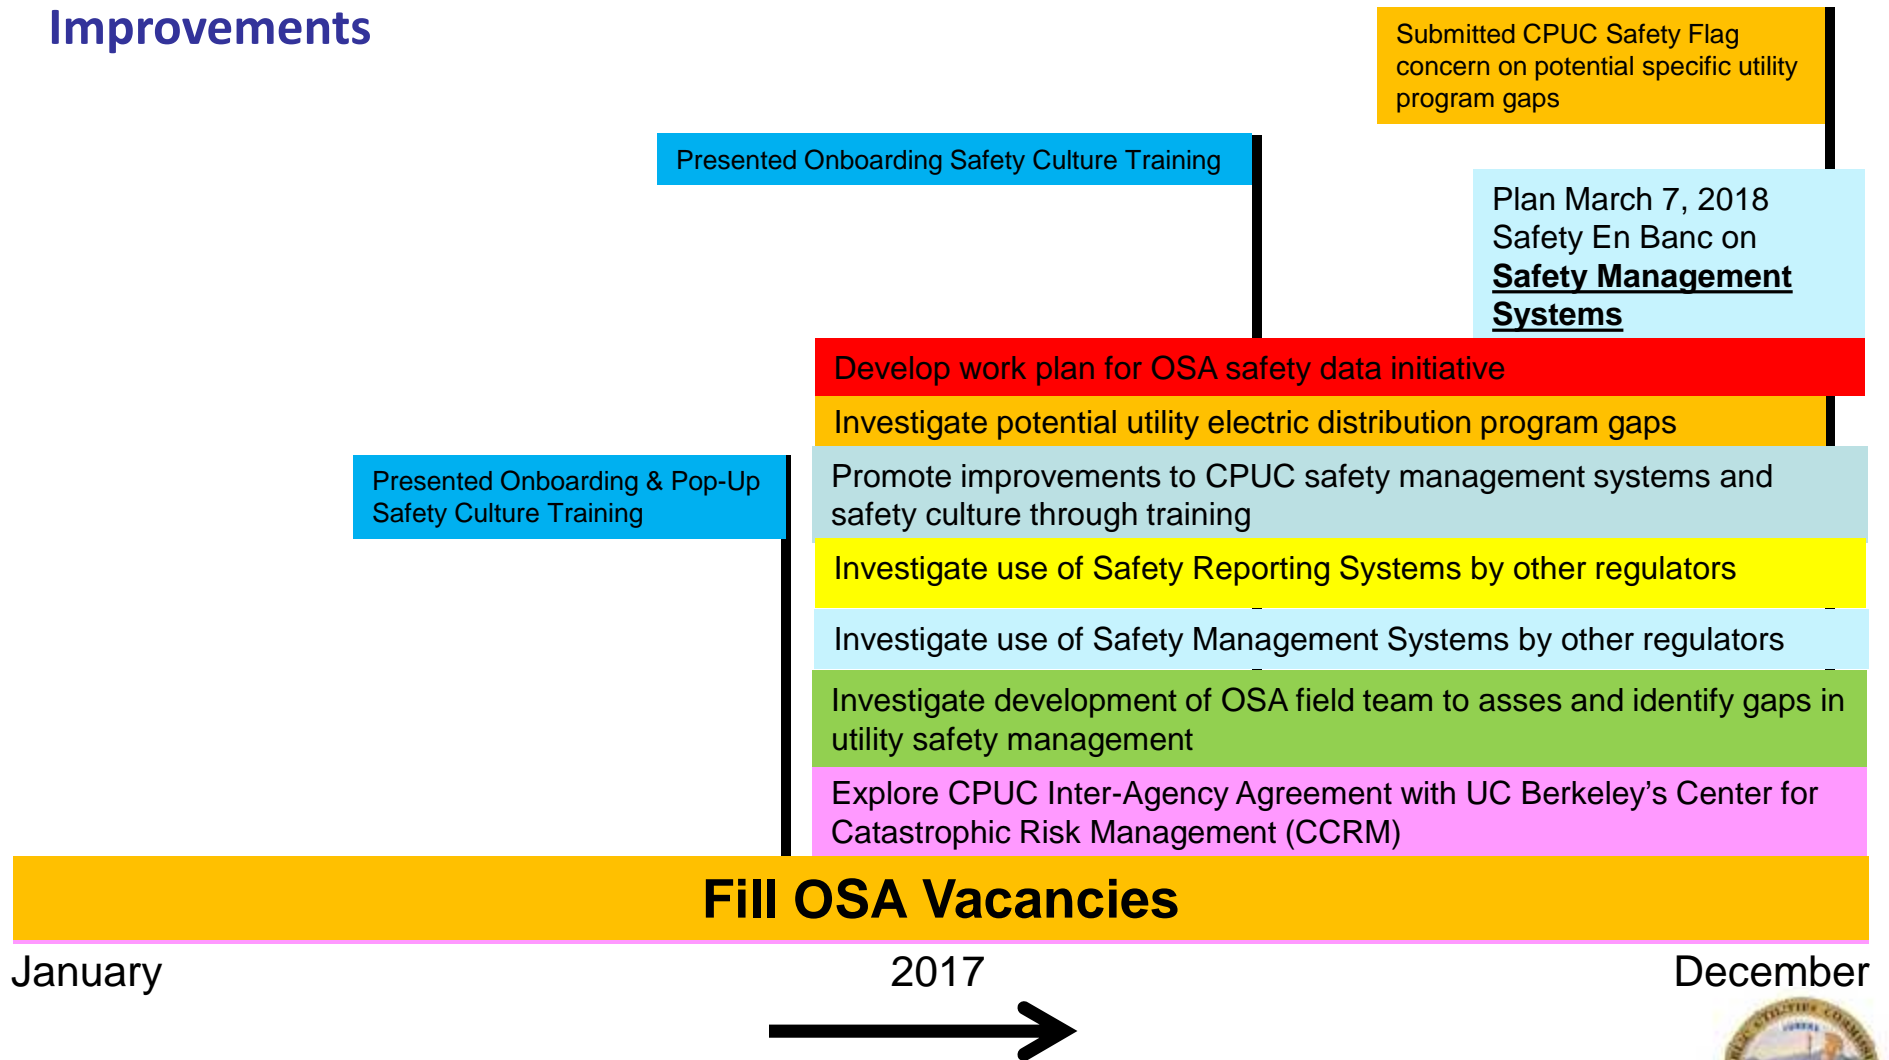 Improvements
Submitted CPUC Safety Flag
concern on potential specific utility
program gaps
Presented Onboarding Safety Culture Training
Plan March 7, 2018
Safety En Banc on
Safety Management
Systems
Develop work plan for OSA safety data initiative
Investigate potential utility electric distribution program gaps
Presented Onboarding & Pop-Up
Safety Culture Training
Promote improvements to CPUC safety management systems and
safety culture through training
Investigate use of Safety Reporting Systems by other regulators
Investigate use of Safety Management Systems by other regulators
Investigate development of OSA field team to asses and identify gaps in
utility safety management
Explore CPUC Inter-Agency Agreement with UC Berkeley’s Center for
Catastrophic Risk Management (CCRM)
Fill OSA Vacancies
January
2017
December